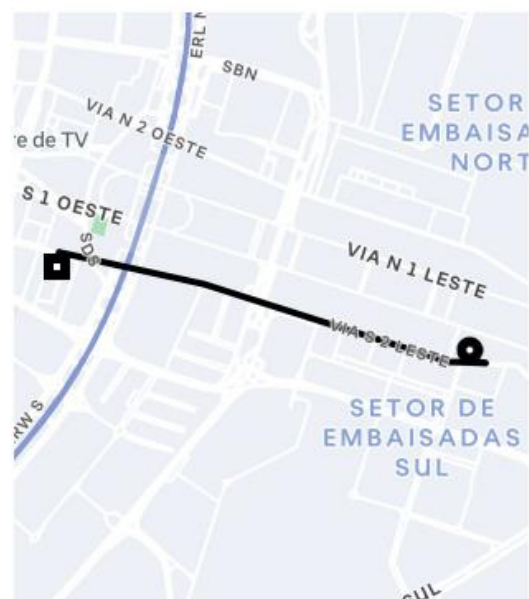 ERL N
SBN
VIA N 2 OESTE
re de TV
SETOR
EMBAISA
NORT
S 1 OESTE
SDS
VIA N 1 LESTE
VIA S 2 LESTE
SETOR DE
EMBAISADAS
SUL
RW S
SUL